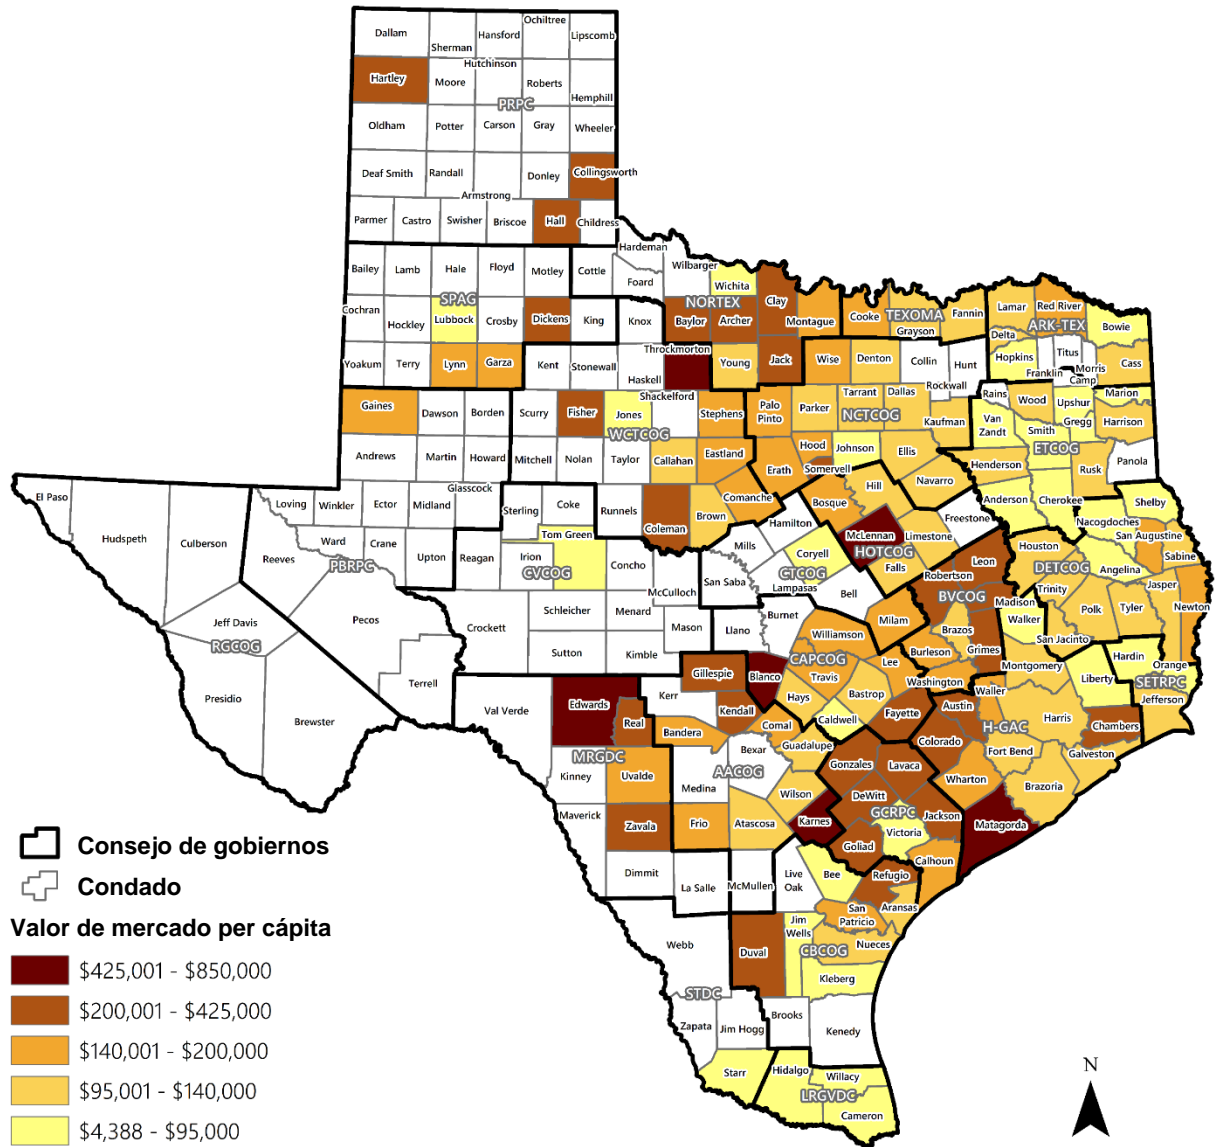 Dallam
Sherman
Hansford
Ochiltree
Lipscomb
Hartley
Moore
Hutchinson
Roberts
Hemphill
PRPC
Oldham
Potter
Carson
Gray
Wheeler
Deaf Smith
Randall
Armstrong
Donley
Collingsworth
Parmer
Castro
Swisher
Briscoe
Hall
Childress
Bailey
Lamb
Hale
Floyd
Motley
Cottle
Hardeman
Foard
Wilbarger
Wichita
Clay
Montague
Cooke
Grayson
TEXOMA
Fannin
Lamar
Red River
ARK-TEX
Bowie
Cochran
Hockley
SPAG
Lubbock
Crosby
Dickens
King
Knox
NORTEX
Baylor
Archer
Throckmorton
Young
Jack
Wise
Denton
Collin
Hunt
Delta
Hopkins
Franklin
Titus
Morris
Camp
Cass
Yoakum
Terry
Lynn
Garza
Kent
Stonewall
Haskell
Shackelford
Stephens
Palo
Pinto
Parker
Tarrant
Dallas
NCTCOG
Rockwall
Kaufman
Rains
Wood
Upshur
Marion
Gregg
Harrison
Gaines
Dawson
Borden
Scurry
Fisher
Jones
WCTCOG
Callahan
Eastland
Erath
Hood
Somervell
Johnson
Ellis
Van
Zandt
Smith
ETCOG
Henderson
Rusk
Panola
Andrews
Martin
Howard
Mitchell
Nolan
Taylor
Coleman
Brown
Comanche
Bosque
Hill
Navarro
Anderson
Cherokee
Shelby
El Paso
Hudspeth
Culberson
Loving
Winkler
Ector
Midland
Glasscock
Sterling
Coke
Runnels
Mills
Hamilton
McLennan
HOTCOG
Limestone
Freestone
Nacogdoches
San Augustine
Sabine
Reeves
Ward
Crane
PBRPC
Upton
Reagan
Irion
Tom Green
CVCOG
Concho
McCulloch
San Saba
Coryell
CTCOG
Lampasas
Bell
Falls
Robertson
Leon
BVCOG
Houston
DETCOG
Trinity
Angelina
Jasper
Newton
Jeff Davis
RGCOG
Pecos
Crockett
Schleicher
Menard
Mason
Llano
Burnet
Williamson
Milam
Brazos
Madison
Walker
Polk
Tyler
San Jacinto
Grimes
Presidio
Brewster
Terrell
Sutton
Kimble
Gillespie
Blanco
CAPCOG
Travis
Lee
Burleson
Washington
Montgomery
Hardin
Orange
SETRPC
Liberty
Jefferson
Val Verde
Edwards
Real
Kerr
Kendall
Hays
Bastrop
Caldwell
Fayette
Austin
Waller
Harris
H-GAC
Chambers
Galveston
MRGDC
Bandera
Comal
Bexar
AACOG
Guadalupe
Gonzales
Lavaca
Colorado
Fort Bend
Kinney
Uvalde
Medina
Wilson
DeWitt
GCRPC
Wharton
Brazoria
Maverick
Zavala
Frio
Atascosa
Karnes
Victoria
Jackson
Matagorda
Goliad
Calhoun
Dimmit
La Salle
McMullen
Live
Oak
Bee
Refugio
Aransas
San
Patricio
Webb
Duval
Jim
Wells
CBCOG
Nueces
Kleberg
STDC
Zapata
Jim Hogg
Brooks
Kenedy
Starr
Hidalgo
Willacy
LRGVDC
Cameron
Consejo de gobiernos
Condado
Valor de mercado per cápita
$425,001 - $850,000
$200,001 - $425,000
$140,001 - $200,000
$95,001 - $140,000
$4,388 - $95,000
N